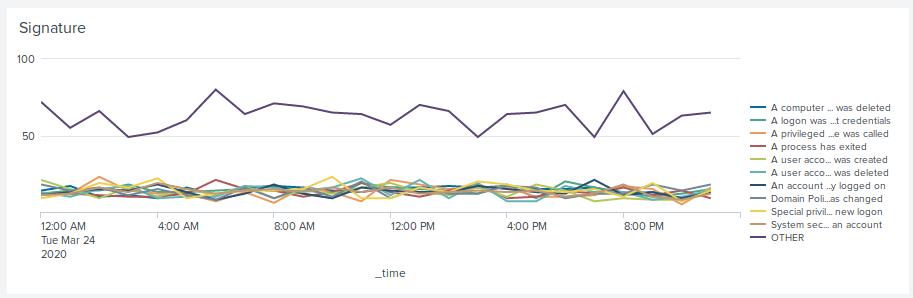 Signature
100
50
12:00 AM
Tue Mar 24
2020
4:00 AM
8:00 AM
12:00 PM
4:00 PM
8:00 PM
_time
A computer ... was deleted
A logon was ...t credentials
A privileged ...e was called
A process has exited
A user acco... was created
A user acco... was deleted
An account ...y logged on
Domain Poli...as changed
Special privil... new logon
System sec... an account
OTHER